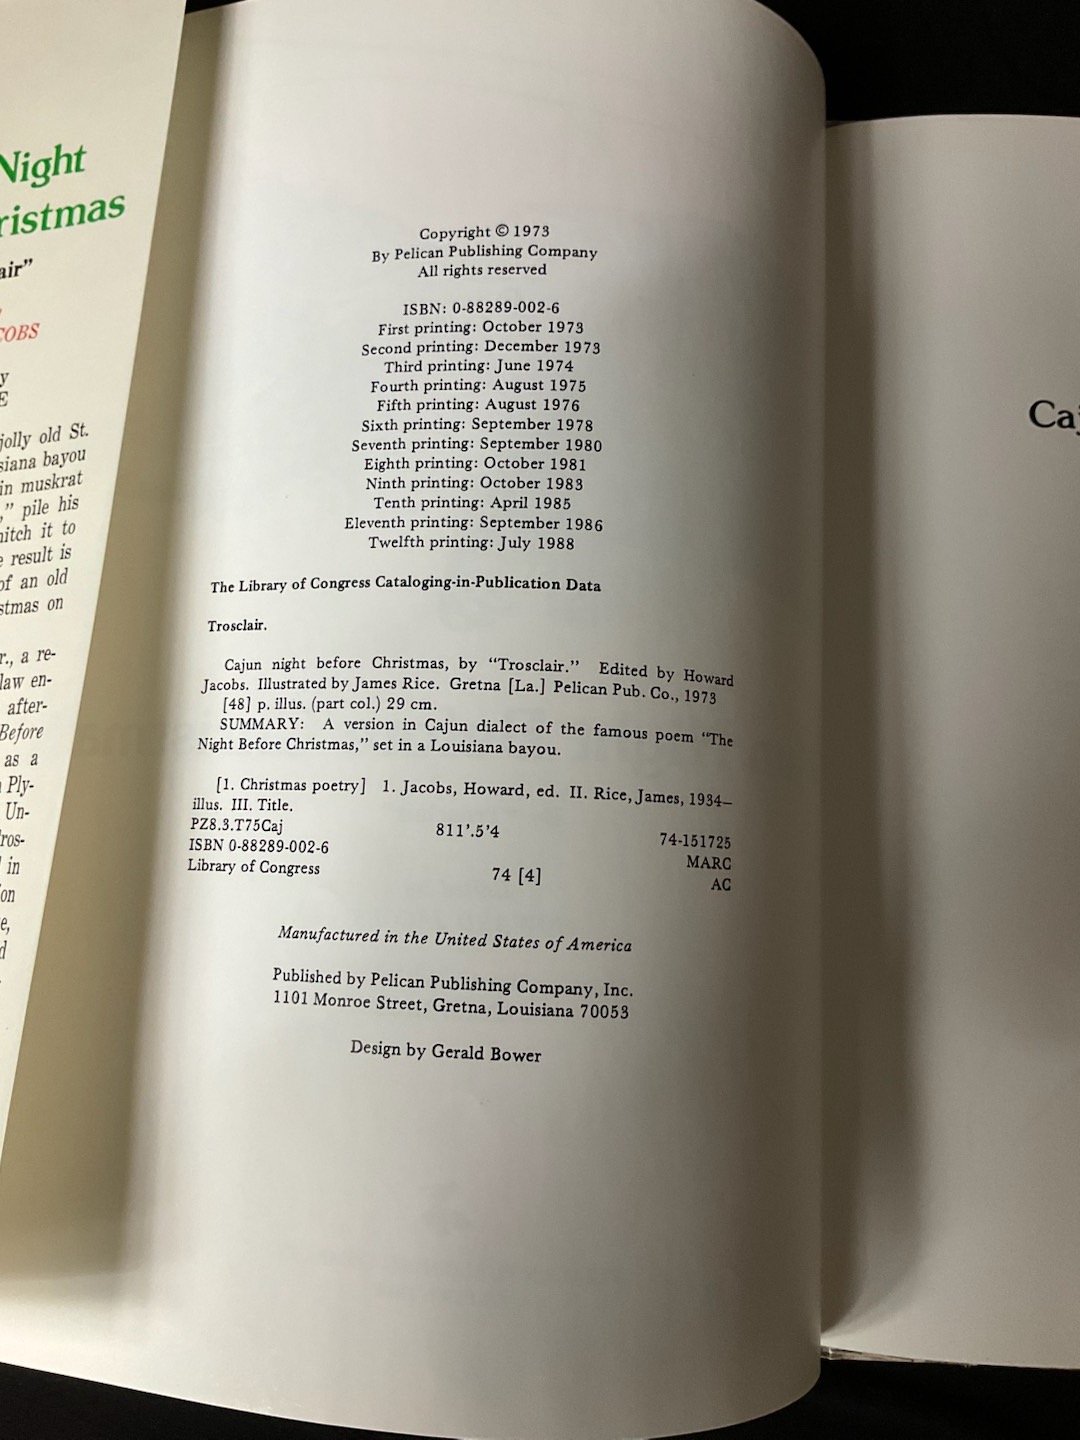 Night
ristmas
air”
COBS
y
E
jolly old St.
siana bayou
in muskrat
,” pile his
hitch it to
e result is
of an old
stmas on
r., a re-
law en-
after-
Before
as a
Ply-
Un-
ros-
in
on
e,
d
Copyright © 1973
By Pelican Publishing Company
All rights reserved
ISBN: 0-88289-002-6
First printing: October 1973
Second printing: December 1973
Third printing: June 1974
Fourth printing: August 1975
Fifth printing: August 1976
Sixth printing: September 1978
Seventh printing: September 1980
Eighth printing: October 1981
Ninth printing: October 1983
Tenth printing: April 1985
Eleventh printing: September 1986
Twelfth printing: July 1988
The Library of Congress Cataloging-in-Publication Data
Trosclair.
Cajun night before Christmas, by “Trosclair.” Edited by Howard
Jacobs. Illustrated by James Rice. Gretna [La.] Pelican Pub. Co., 1973
[48] p. illus. (part col.) 29 cm.
SUMMARY: A version in Cajun dialect of the famous poem “The
Night Before Christmas,” set in a Louisiana bayou.
[1. Christmas poetry] 1. Jacobs, Howard, ed. II. Rice, James, 1934—
illus. III. Title.
PZ8.3.T75Caj 811’.5’4 74-151725
ISBN 0-88289-002-6 MARC
Library of Congress 74 [4] AC
Manufactured in the United States of America
Published by Pelican Publishing Company, Inc.
1101 Monroe Street, Gretna, Louisiana 70053
Design by Gerald Bower
Caj